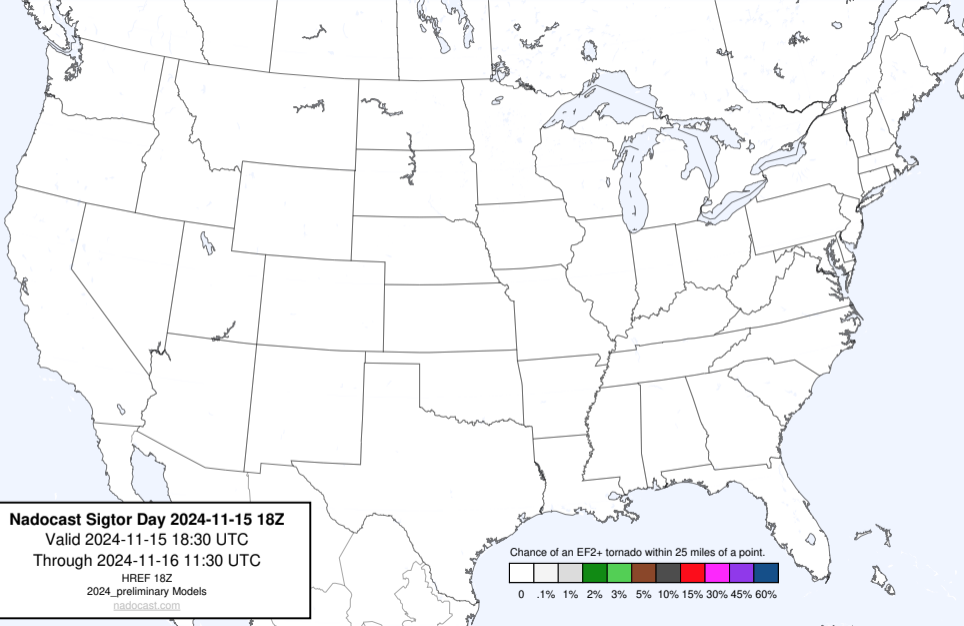 Nadocast Sigtor Day 2024-11-15 18Z
Valid 2024-11-15 18:30 UTC
Through 2024-11-16 11:30 UTC
HREF 18Z
2024_preliminary Models
nadocast.com
Chance of an EF2+ tornado within 25 miles of a point.
0 .1% 1% 2% 3% 5% 10% 15% 30% 45% 60%